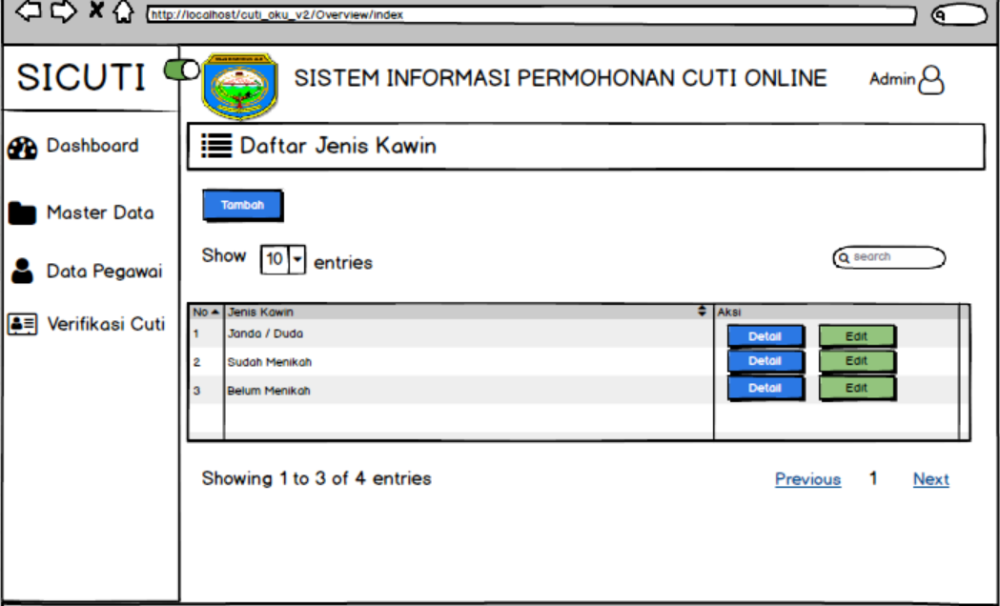 http://localhost/cuti_oku_v2/Overview/index
SICUTI
SISTEM INFORMASI PERMOHONAN CUTI ONLINE
Admin
Dashboard
Master Data
Data Pegawai
Verifikasi Cuti
Daftar Jenis Kawin
Tambah
Show 10 entries
search
No Jenis Kawin Aksi
1 Janda / Duda Detail Edit
2 Sudah Menikah Detail Edit
3 Belum Menikah Detail Edit
Showing 1 to 3 of 4 entries
Previous 1 Next